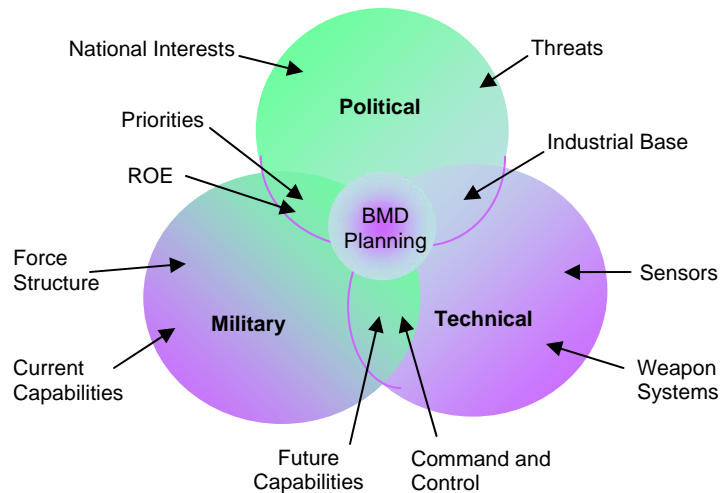 National Interests
Threats
Political
Priorities
Industrial Base
ROE
BMD
Planning
Force
Structure
Sensors
Military
Technical
Current
Capabilities
Weapon
Systems
Future
Capabilities
Command and
Control